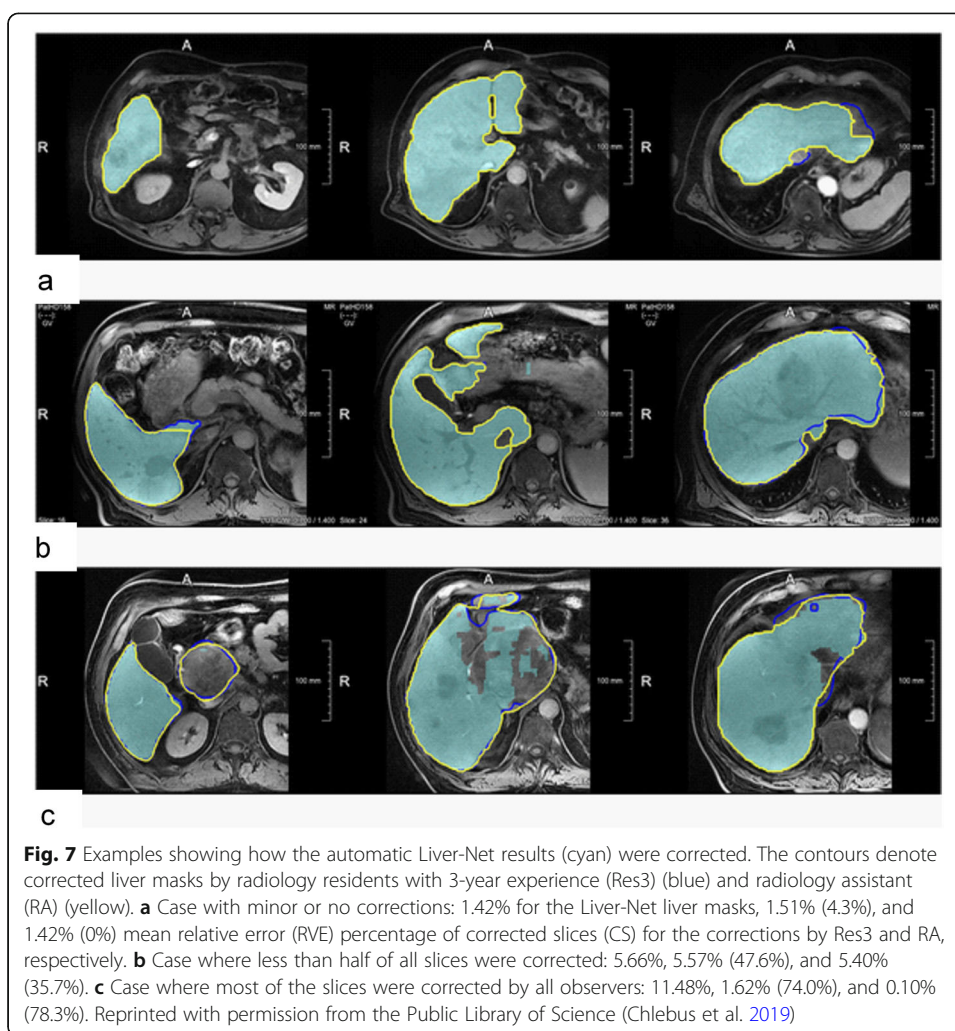 A A A
R R R
100 mm 100 mm 100 mm
a
PatHD158 MR PatHD158 MR PatHD158 MR
[---] A [---] A [---] A
GV GV GV
R R R
100 mm 100 mm 100 mm
Slice: 16 Slice: 24 Slice: 36
b
A A A
R R R
100 mm 100 mm 100 mm
c
Fig. 7 Examples showing how the automatic Liver-Net results (cyan) were corrected. The contours denote
corrected liver masks by radiology residents with 3-year experience (Res3) (blue) and radiology assistant
(RA) (yellow). a Case with minor or no corrections: 1.42% for the Liver-Net liver masks, 1.51% (4.3%), and
1.42% (0%) mean relative error (RVE) percentage of corrected slices (CS) for the corrections by Res3 and RA,
respectively. b Case where less than half of all slices were corrected: 5.66%, 5.57% (47.6%), and 5.40%
(35.7%). c Case where most of the slices were corrected by all observers: 11.48%, 1.62% (74.0%), and 0.10%
(78.3%). Reprinted with permission from the Public Library of Science (Chlebus et al. 2019)